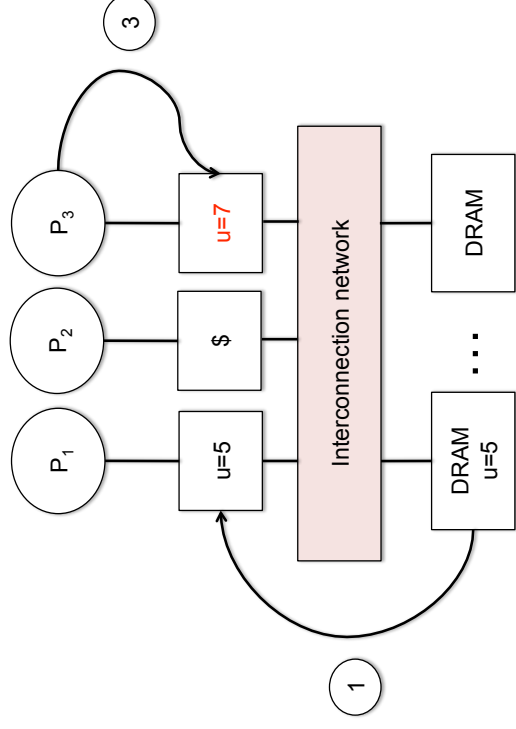 3
P1 P2 P3
u=5 $ u=7
Interconnection network
DRAM ... DRAM
u=5
1